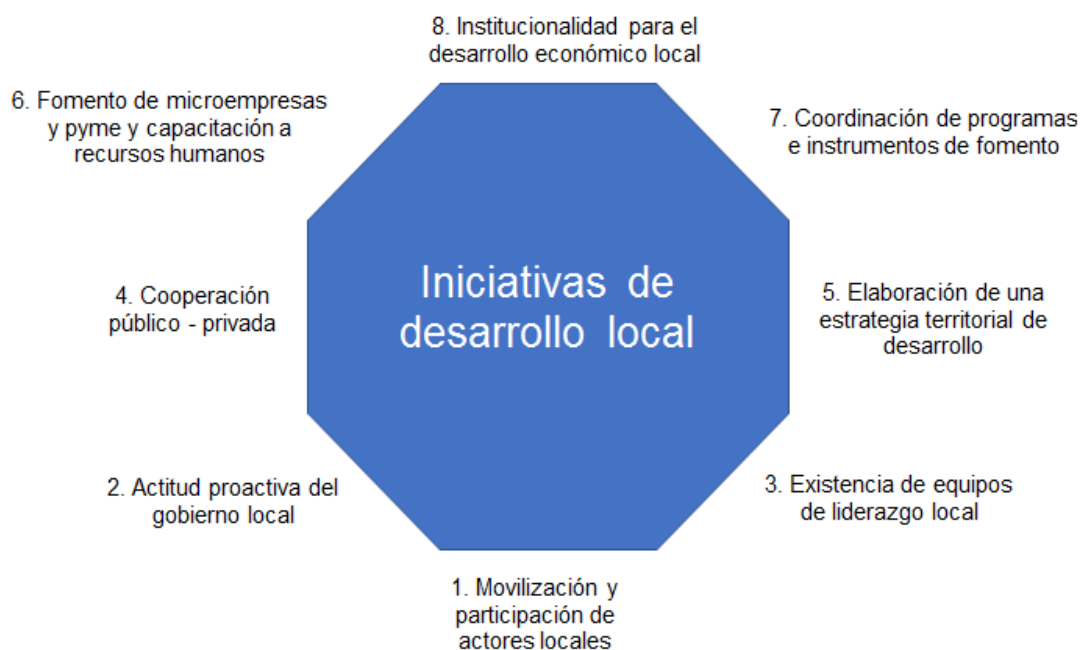 8. Institucionalidad para el
desarrollo económico local
6. Fomento de microempresas
y pyme y capacitación a
recursos humanos
7. Coordinación de programas
e instrumentos de fomento
Iniciativas de
desarrollo local
4. Cooperación
público - privada
5. Elaboración de una
estrategia territorial de
desarrollo
2. Actitud proactiva del
gobierno local
3. Existencia de equipos
de liderazgo local
1. Movilización y
participación de
actores locales